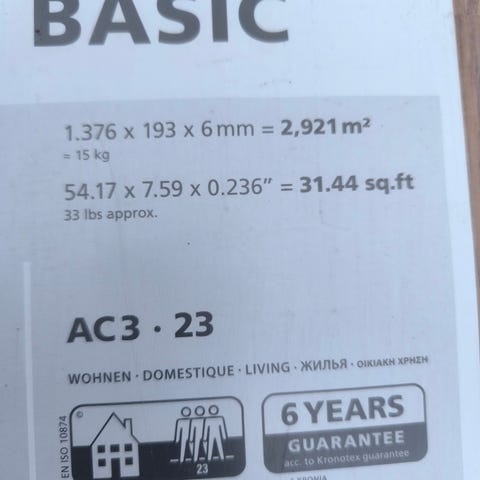 BASIC
1.376 x 193 x 6 mm = 2,921 m²
= 15 kg
54.17 x 7.59 x 0.236" = 31.44 sq.ft
33 lbs approx.
AC3 · 23
WOHNEN · DOMESTIQUE · LIVING · ЖИЛЬЯ · ΟΙΚΙΑΚΗ ΧΡΗΣΗ
EN ISO 10874
©
23
6 YEARS
GUARANTEE
acc. to Kronotex guarantee